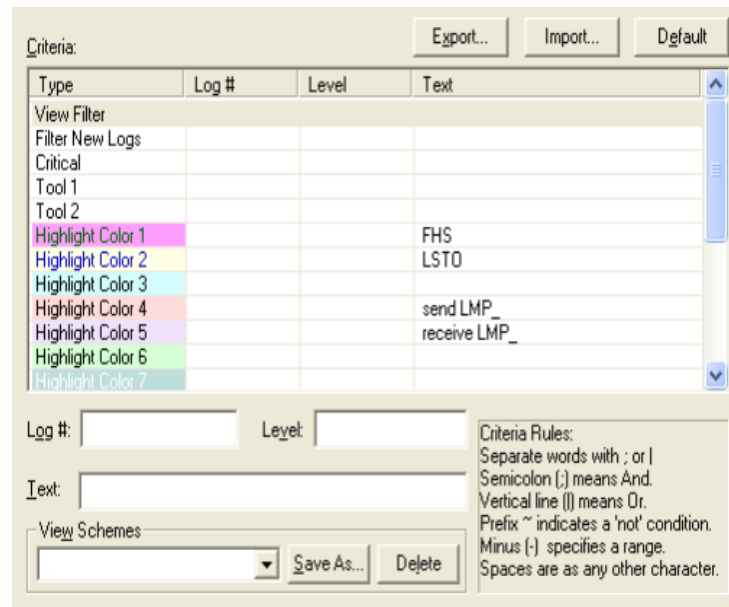 Criteria:
Export...
Import...
Default
Type Log # Level Text
View Filter
Filter New Logs
Critical
Tool 1
Tool 2
Highlight Color 1 FHS
Highlight Color 2 LSTO
Highlight Color 3
Highlight Color 4 send LMP_
Highlight Color 5 receive LMP_
Highlight Color 6
Highlight Color 7
Log #:
Level:
Text:
View Schemes
Save As...
Delete
Criteria Rules:
Separate words with ; or |
Semicolon (;) means And.
Vertical line (|) means Or.
Prefix ~ indicates a 'not' condition.
Minus (-) specifies a range.
Spaces are as any other character.